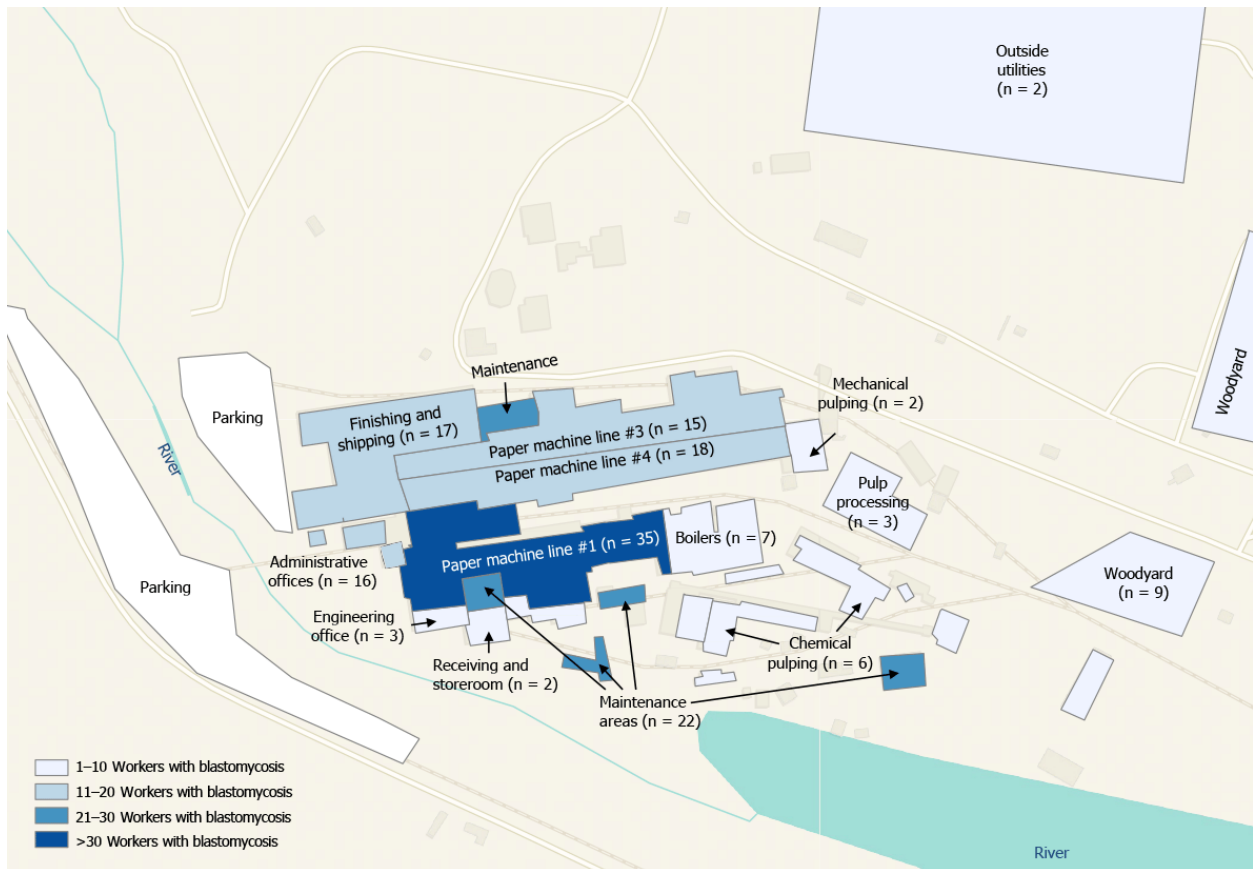 Outside
utilities
(n = 2)
Woodyard
Maintenance
Mechanical
pulping (n = 2)
Parking
Finishing and
shipping (n = 17)
Paper machine line #3 (n = 15)
Paper machine line #4 (n = 18)
River
Pulp
processing
(n = 3)
Paper machine line #1 (n = 35)
Boilers (n = 7)
Administrative
offices (n = 16)
Parking
Woodyard
(n = 9)
Engineering
office (n = 3)
Receiving and
storeroom (n = 2)
Chemical
pulping (n = 6)
Maintenance
areas (n = 22)
1–10 Workers with blastomycosis
11–20 Workers with blastomycosis
21–30 Workers with blastomycosis
>30 Workers with blastomycosis
River